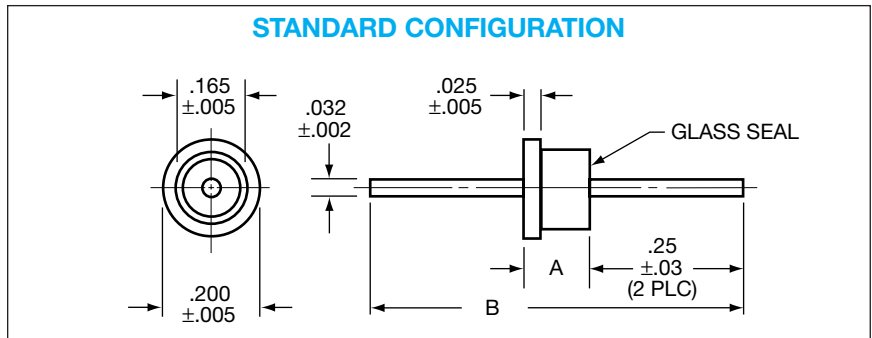 STANDARD CONFIGURATION
.165
±.005
.032
±.002
.025
±.005
GLASS SEAL
.200
±.005
A
.25
±.03
(2 PLC)
B